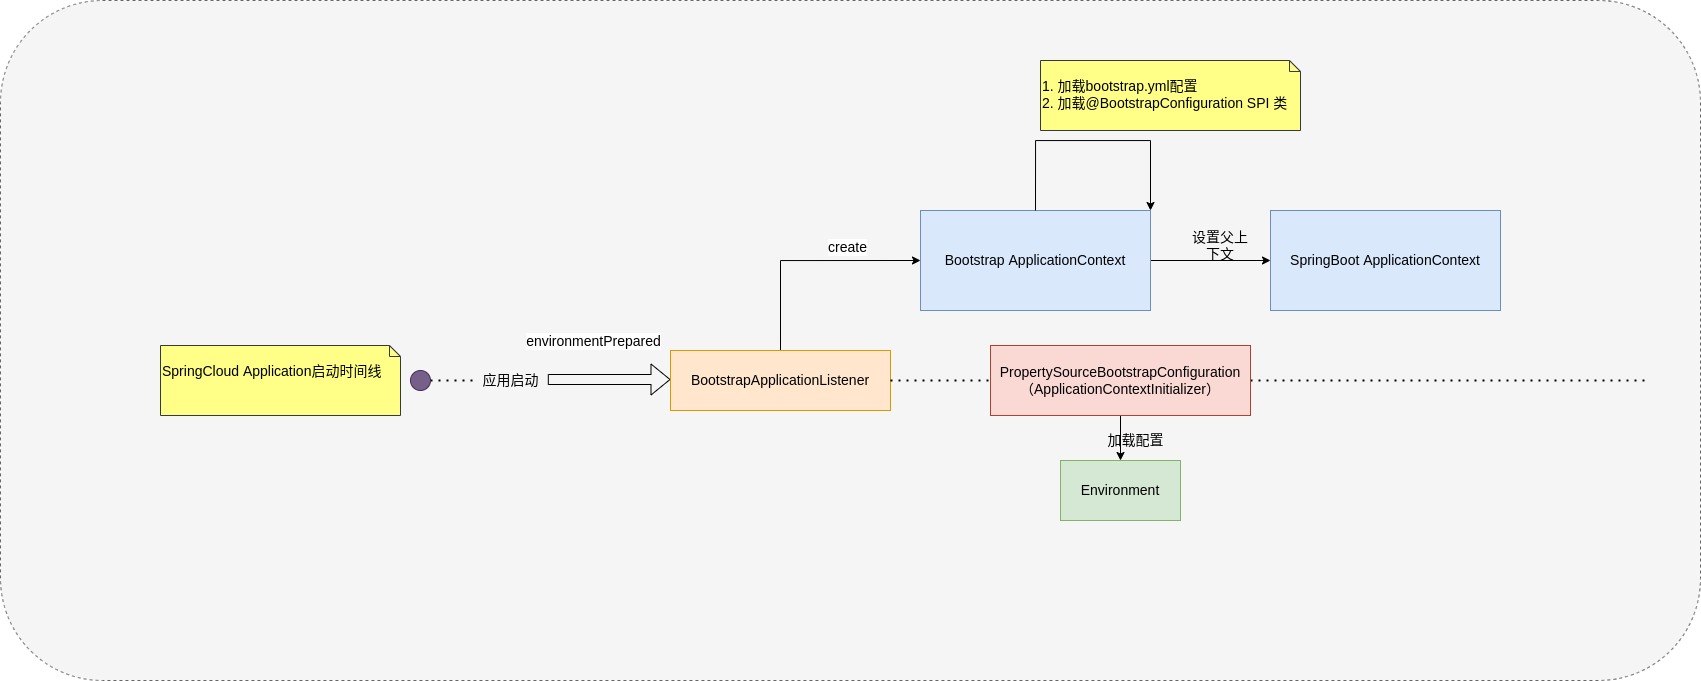 1. 加载bootstrap.yml配置
2. 加载@BootstrapConfiguration SPI 类
create
Bootstrap ApplicationContext
设置父上
下文
SpringBoot ApplicationContext
SpringCloud Application启动时间线
应用启动
environmentPrepared
BootstrapApplicationListener
PropertySourceBootstrapConfiguration
（ApplicationContextInitializer）
加载配置
Environment